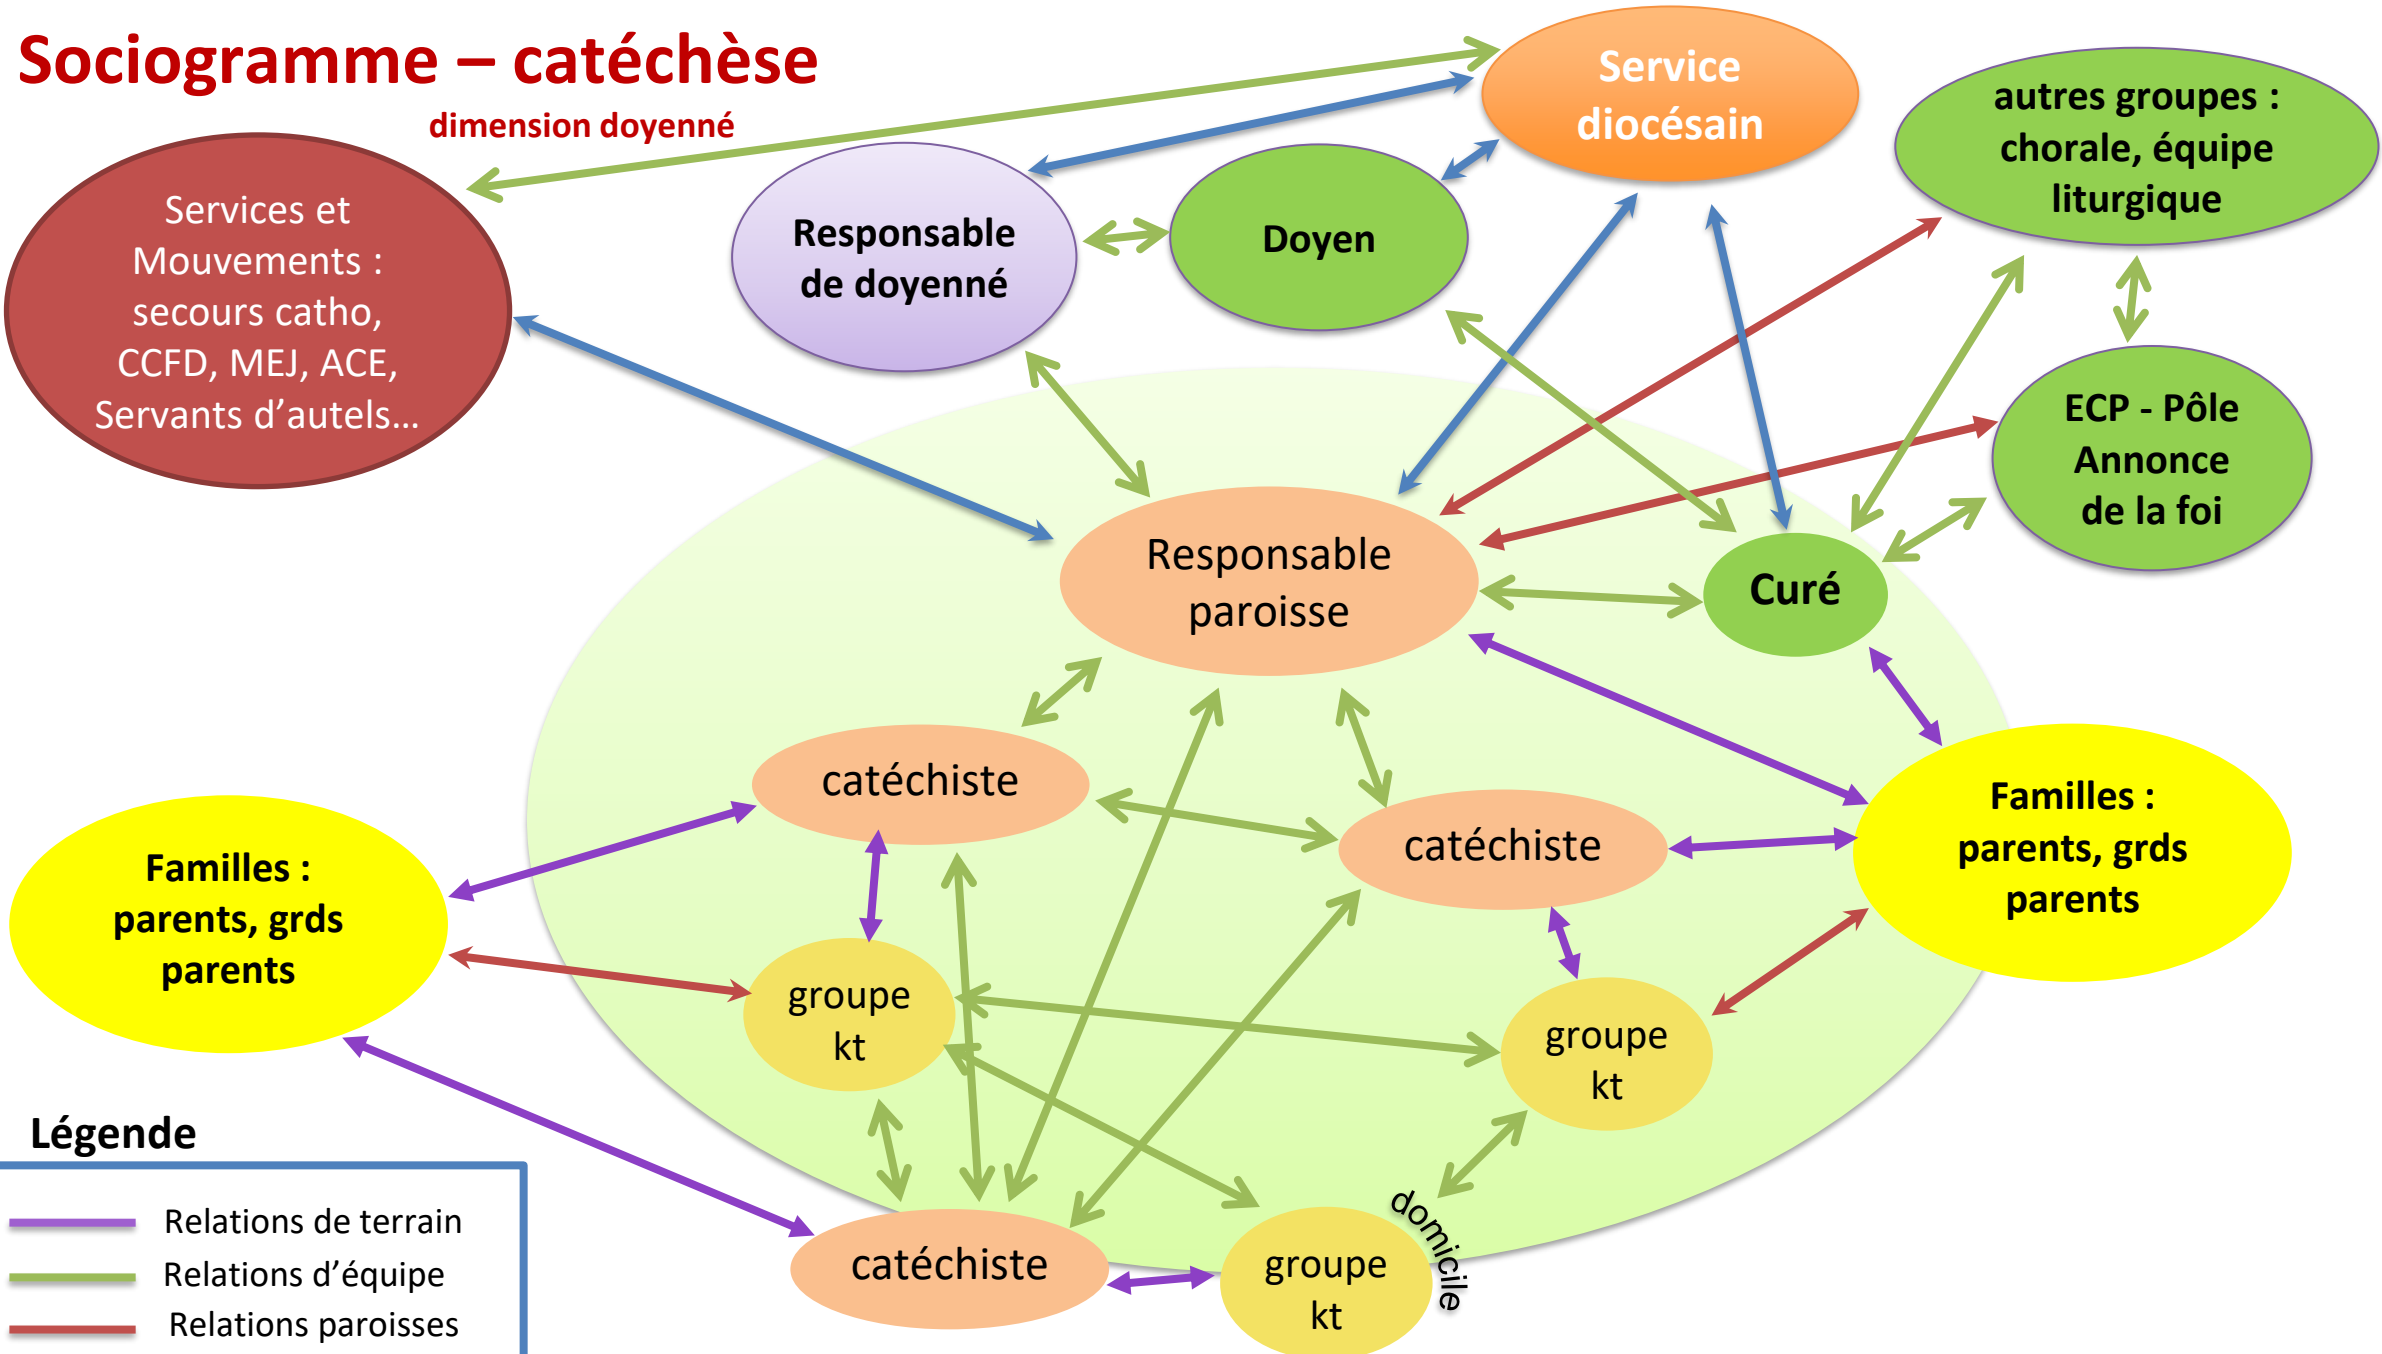 Sociogramme – catéchèse
dimension doyenné
Service
diocésain
autres groupes :
chorale, équipe
liturgique
Services et
Mouvements :
secours catho,
CCFD, MEJ, ACE,
Servants d’autels…
Responsable
de doyenné
Doyen
ECP - Pôle
Annonce
de la foi
Responsable
paroisse
Curé
catéchiste
catéchiste
Familles :
parents, grds
parents
Familles :
parents, grds
parents
groupe
kt
groupe
kt
catéchiste
groupe
kt
domicile
Légende
Relations de terrain
Relations d’équipe
Relations paroisses